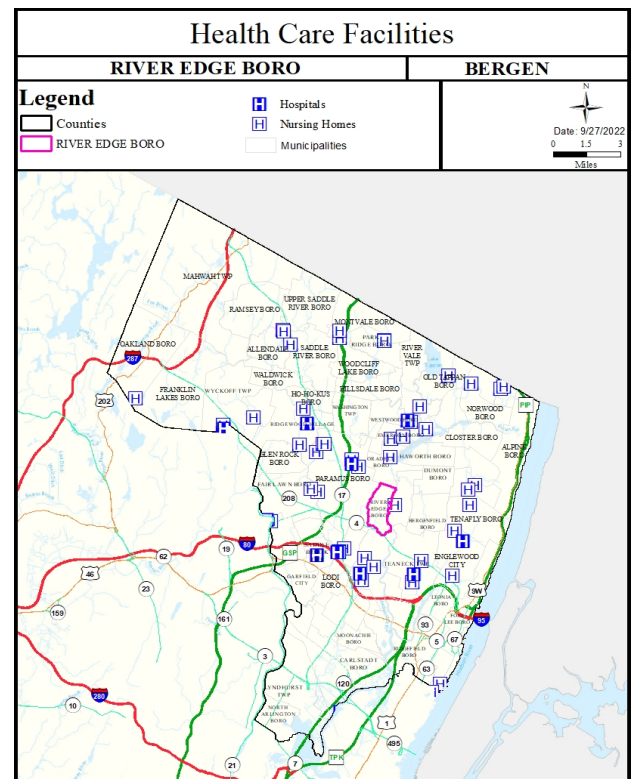 Health Care Facilities
RIVER EDGE BORO
BERGEN
Legend
Counties
RIVER EDGE BORO
H Hospitals
H Nursing Homes
Municipalities
N
Date: 9/27/2022
0 1.5 3
Miles
MAHWAH TWP
UPPER SADDLE
RIVER BORO
RAMSEY BORO
MONTVALE BORO
OAKLAND BORO
287
ALLENDALE
BORO
SADDLE
RIVER BORO
RIVER
VALE
TWP
WOODCLIFF
LAKE BORO
WALDWICK
BORO
FRANKLIN
LAKES BORO
WYCKOFF TWP
HILLSDALE BORO
HO-HO-KUS
BORO
202
WASHINGTON
TWP
NORWOOD
BORO
PIP
RIDGEWOOD VILLAGE
CLOSTER BORO
ALPINE
BORO
GLEN ROCK
BORO
HAWORTH BORO
DUMONT
BORO
PARAMUS BORO
FAIR LAWN BORO
208
17
RIVER
EDGE
BORO
4
BERGENFIELD
BORO
TENAFLY BORO
19
80
GSP
62
46
23
159
GARFIELD
CITY
LODI
BORO
ENGLEWOOD
CITY
9W
LEONIA
BORO
95
161
93
5
67
MOONACHIE
BORO
3
CARLSTADT
BORO
63
280
10
LYNDHURST
TWP
120
NORTH
ARLINGTON
BORO
1
495
21
7
TPK